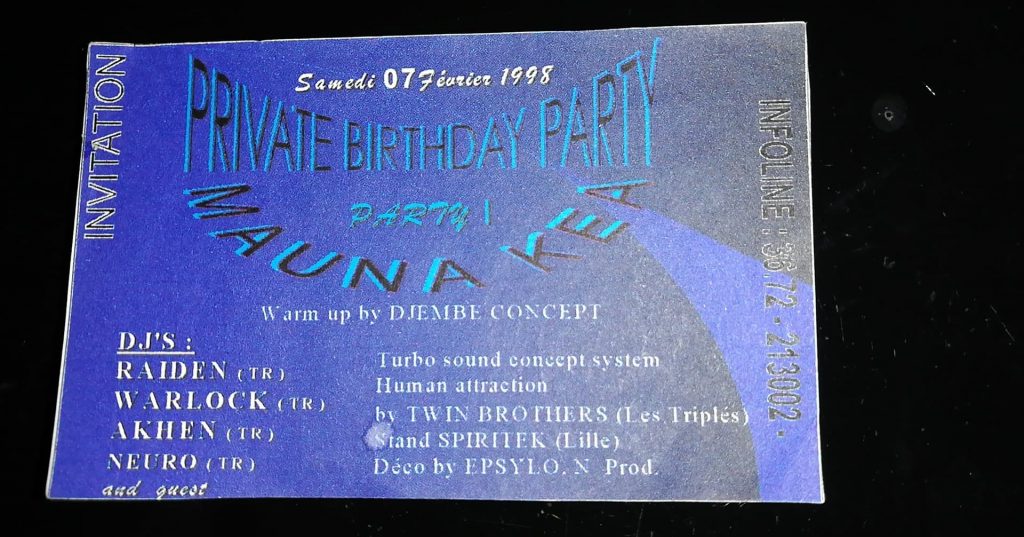 INVITATION
Samedi 07 Février 1998
PRIVATE BIRTHDAY PARTY
PARTY I
MAUNA KEA
Warm up by DJEMBE CONCEPT
DJ'S :
RAIDEN (TR)
WARLOCK (TR)
AKHEN (TR)
NEURO (TR)
and guest
Turbo sound concept system
Human attraction
by TWIN BROTHERS (Les Triplés)
Stand SPIRITEK (Lille)
Déco by EPSYLO. N Prod.
INFOLINE : 36.72 - 213002 -